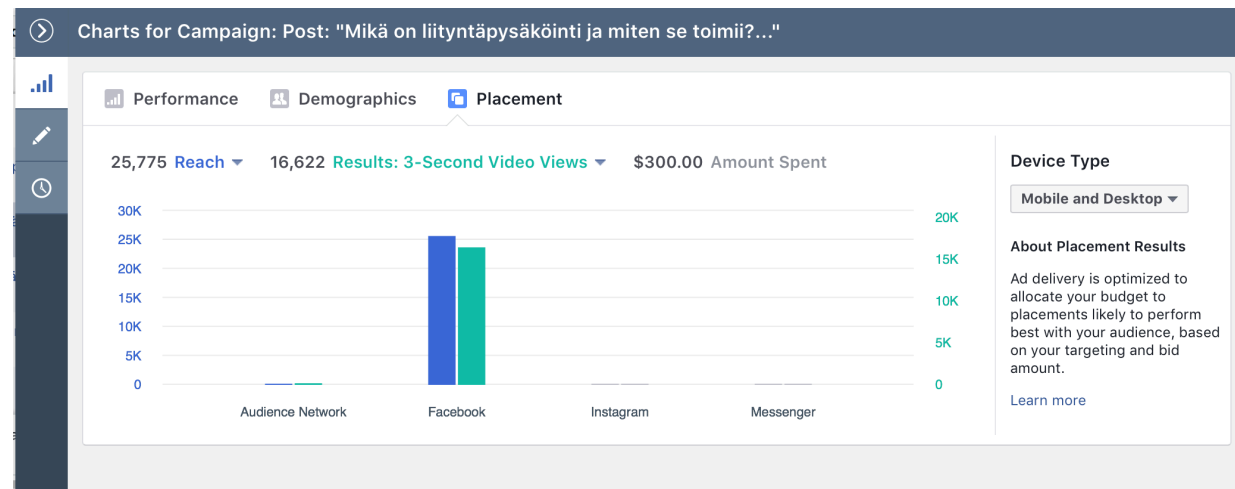 Charts for Campaign: Post: "Mikä on liityntäpysäköinti ja miten se toimii?..."
Performance
Demographics
Placement
25,775 Reach
16,622 Results: 3-Second Video Views
$300.00 Amount Spent
30K
25K
20K
15K
10K
5K
0
20K
15K
10K
5K
0
Audience Network
Facebook
Instagram
Messenger
Device Type
Mobile and Desktop
About Placement Results
Ad delivery is optimized to
allocate your budget to
placements likely to perform
best with your audience, based
on your targeting and bid
amount.
Learn more